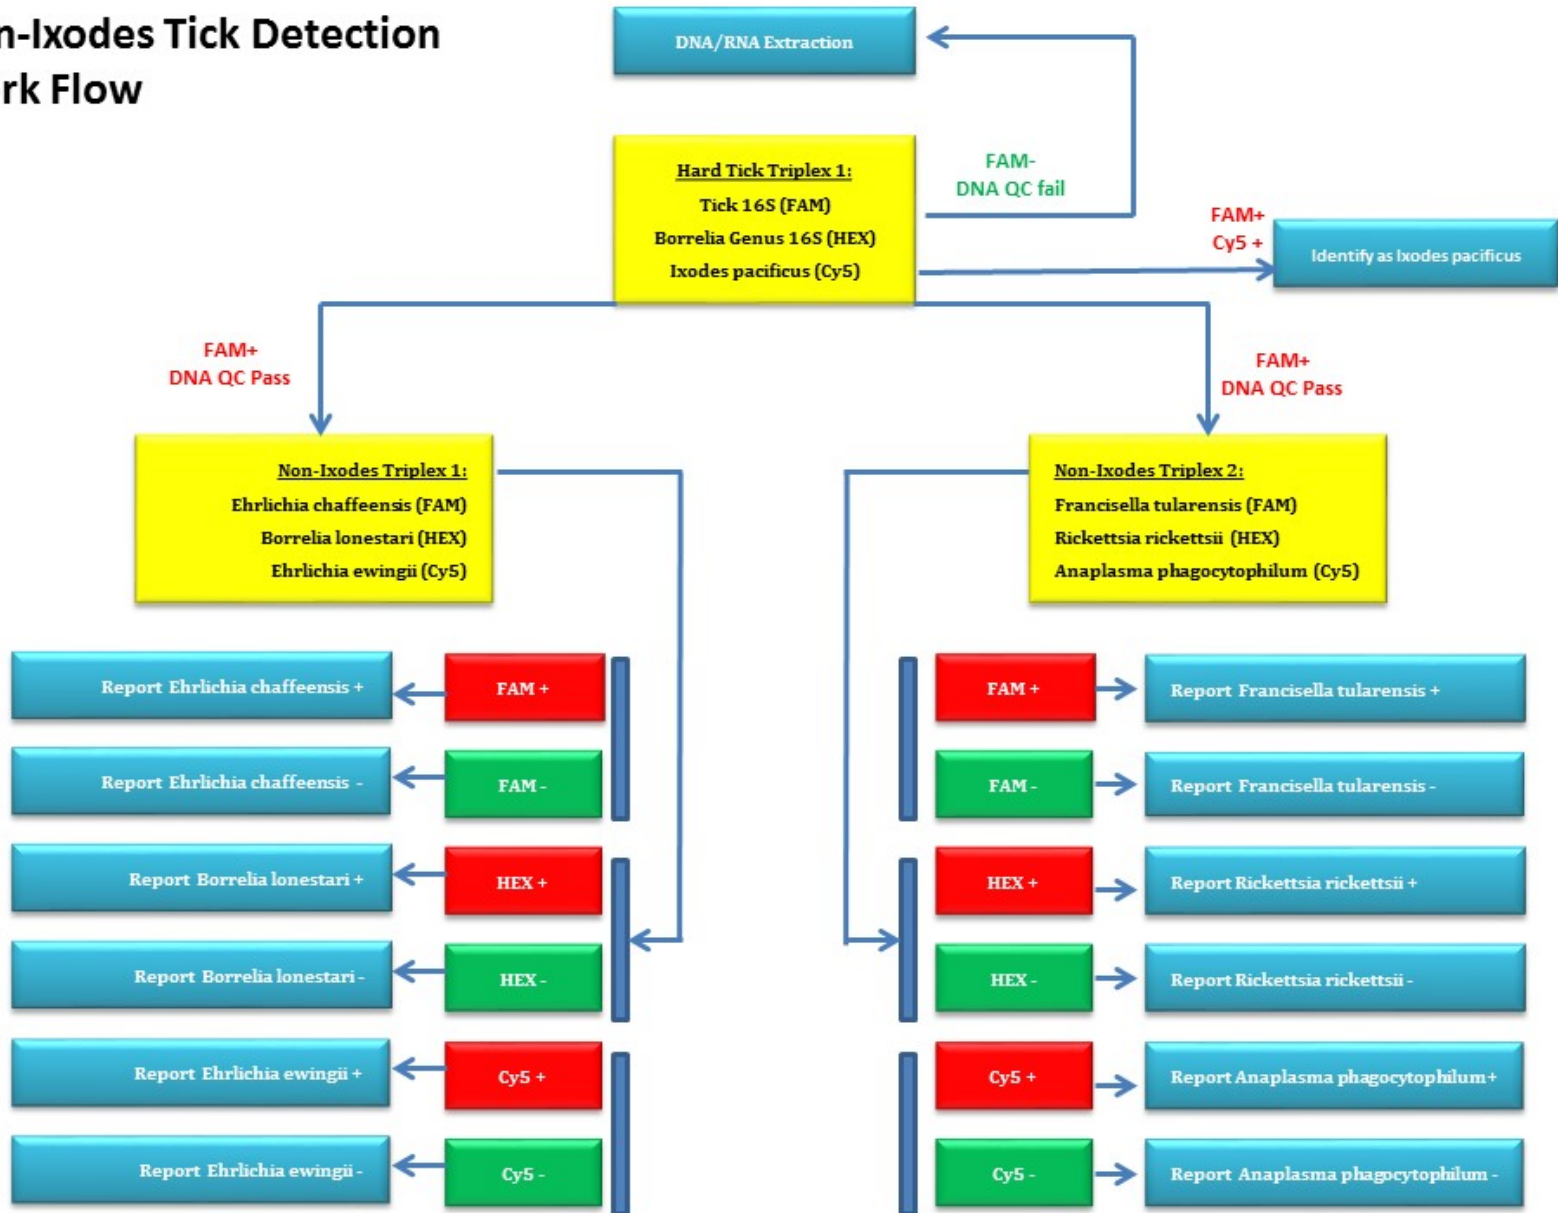 n-Ixodes Tick Detection
rk Flow
DNA/RNA Extraction
Hard Tick Triplex 1:
Tick 16S (FAM)
Borrelia Genus 16S (HEX)
Ixodes pacificus (Cy5)
FAM-
DNA QC fail
FAM+
Cy5 +
Identify as Ixodes pacificus
FAM+
DNA QC Pass
FAM+
DNA QC Pass
Non-Ixodes Triplex 1:
Ehrlichia chaffeensis (FAM)
Borrelia lonestari (HEX)
Ehrlichia ewingii (Cy5)
Non-Ixodes Triplex 2:
Francisella tularensis (FAM)
Rickettsia rickettsii (HEX)
Anaplasma phagocytophilum (Cy5)
Report Ehrlichia chaffeensis +
FAM +
FAM +
Report Francisella tularensis +
Report Ehrlichia chaffeensis -
FAM -
FAM -
Report Francisella tularensis -
Report Borrelia lonestari +
HEX +
HEX +
Report Rickettsia rickettsii +
Report Borrelia lonestari -
HEX -
HEX -
Report Rickettsia rickettsii -
Report Ehrlichia ewingii +
Cy5 +
Cy5 +
Report Anaplasma phagocytophilum+
Report Ehrlichia ewingii -
Cy5 -
Cy5 -
Report Anaplasma phagocytophilum -